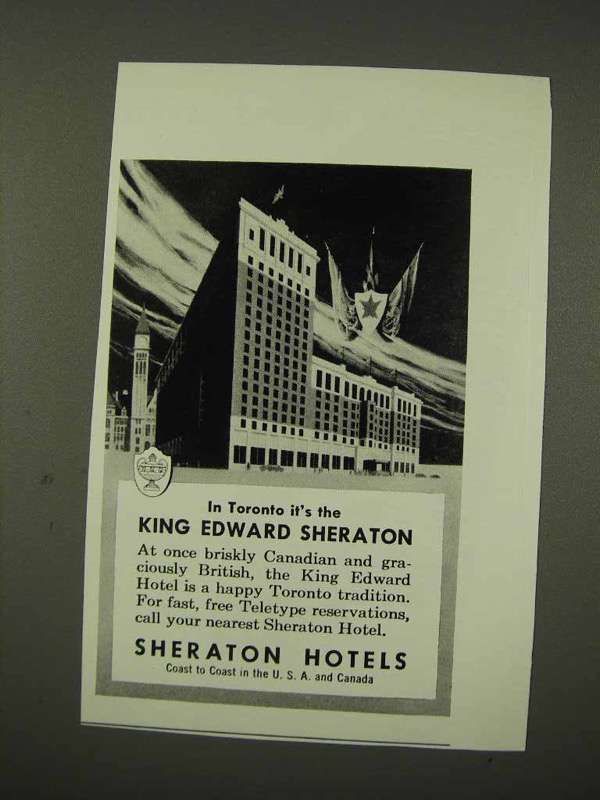 In Toronto it's the
KING EDWARD SHERATON
At once briskly Canadian and gra-
ciously British, the King Edward
Hotel is a happy Toronto tradition.
For fast, free Teletype reservations,
call your nearest Sheraton Hotel.
SHERATON HOTELS
Coast to Coast in the U. S. A. and Canada